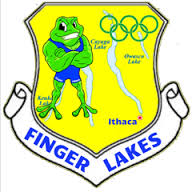 Cayuga
Lake
Owasco
Lake
Keuka
Lake
Ithaca
FINGER LAKES